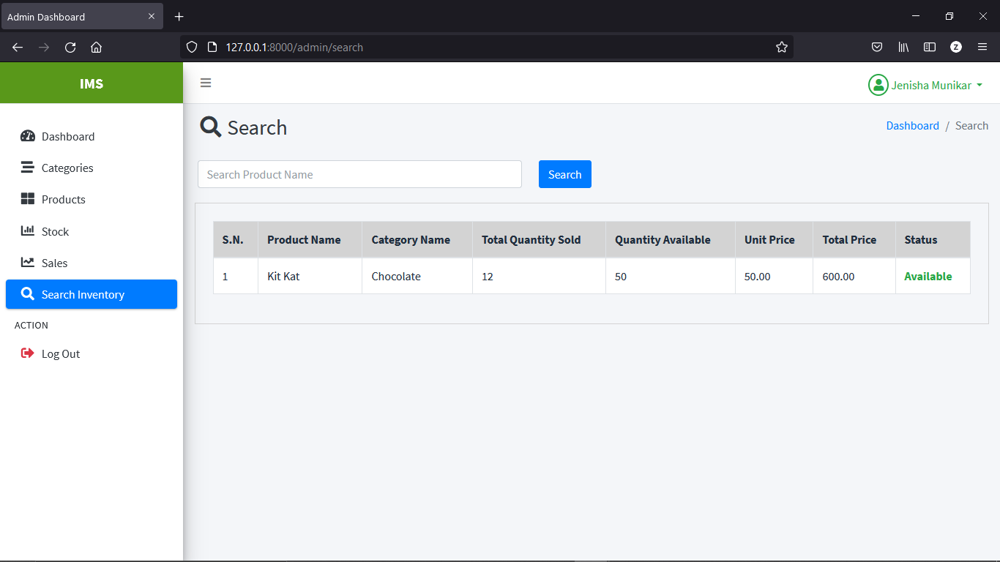 Admin Dashboard
127.0.0.1:8000/admin/search
Z
IMS
Jenisha Munikar
Dashboard
Categories
Products
Stock
Sales
Search Inventory
ACTION
Log Out
Search
Dashboard / Search
Search Product Name
Search
S.N. Product Name Category Name Total Quantity Sold Quantity Available Unit Price Total Price Status
1 Kit Kat Chocolate 12 50 50.00 600.00 Available